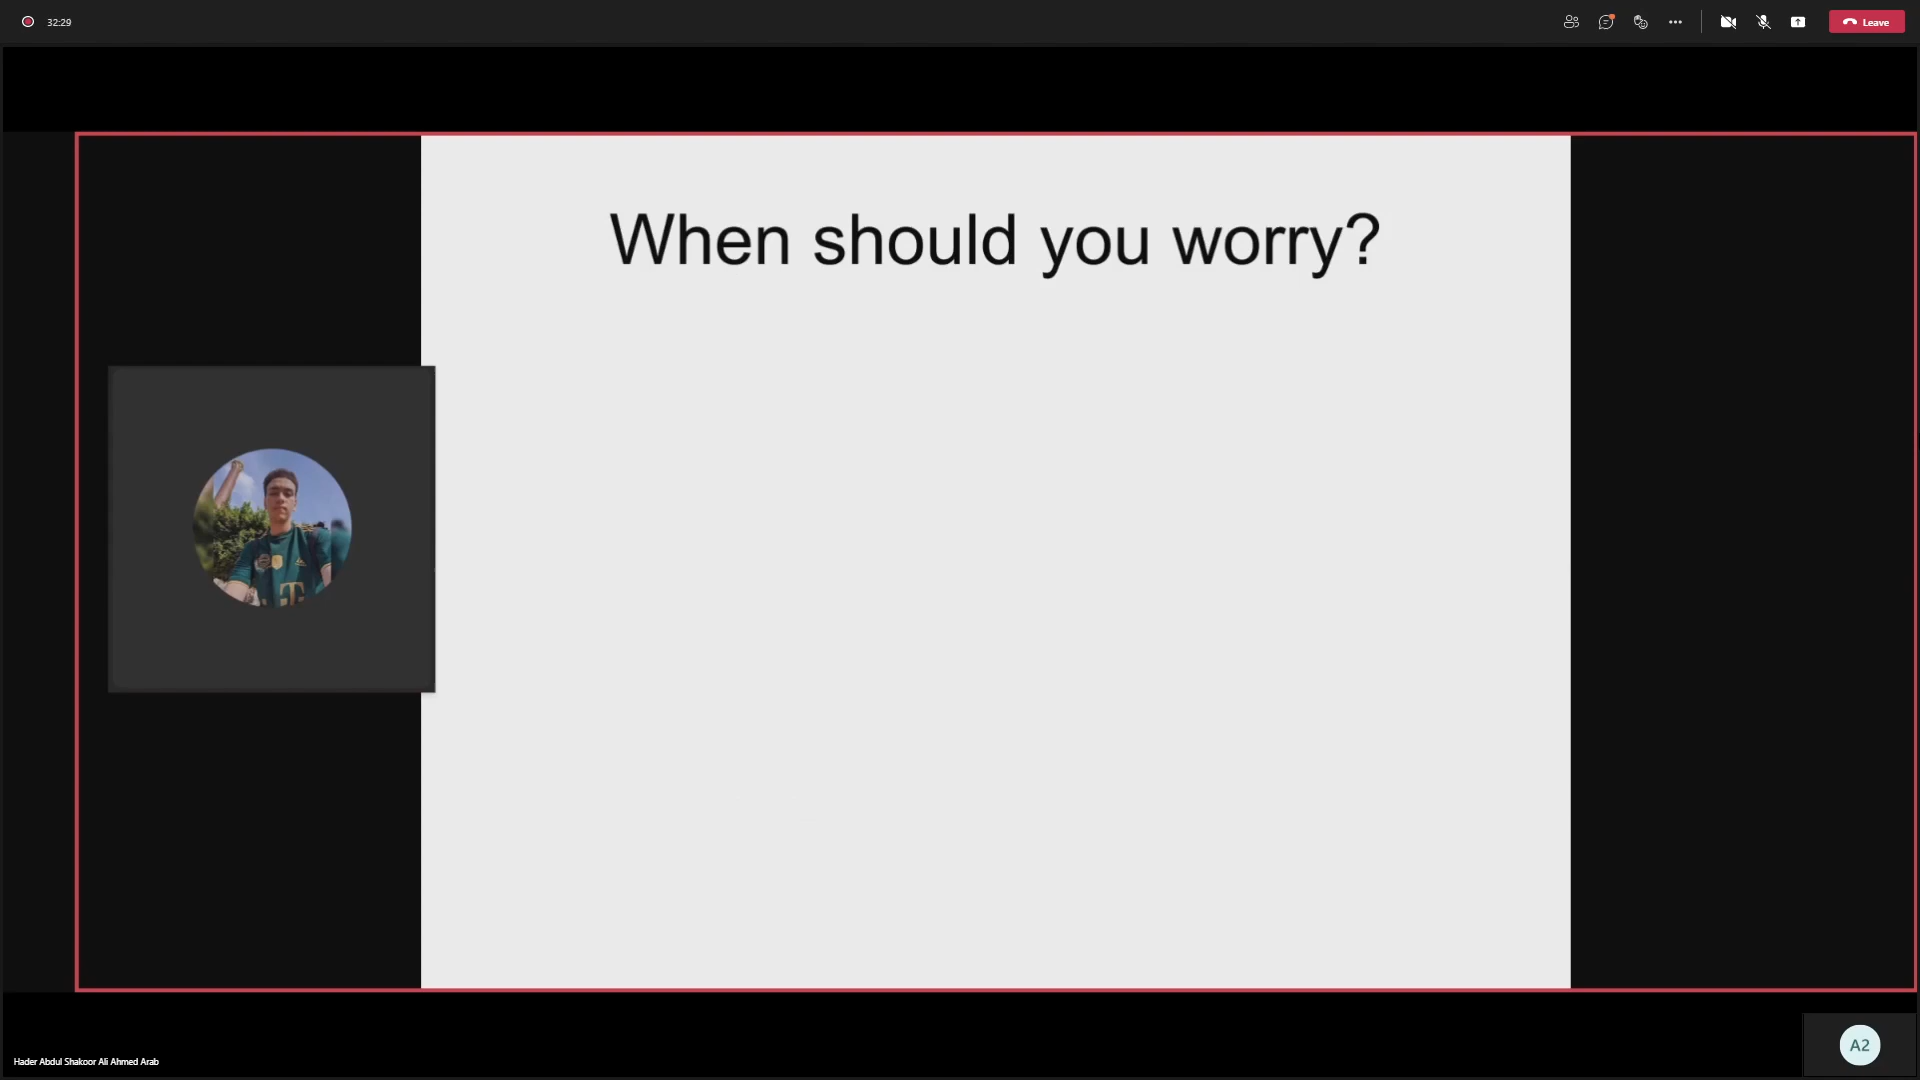 32:29
Leave
When should you worry?
T
Hader Abdul Shakoor Ali Ahmed Arab
A2